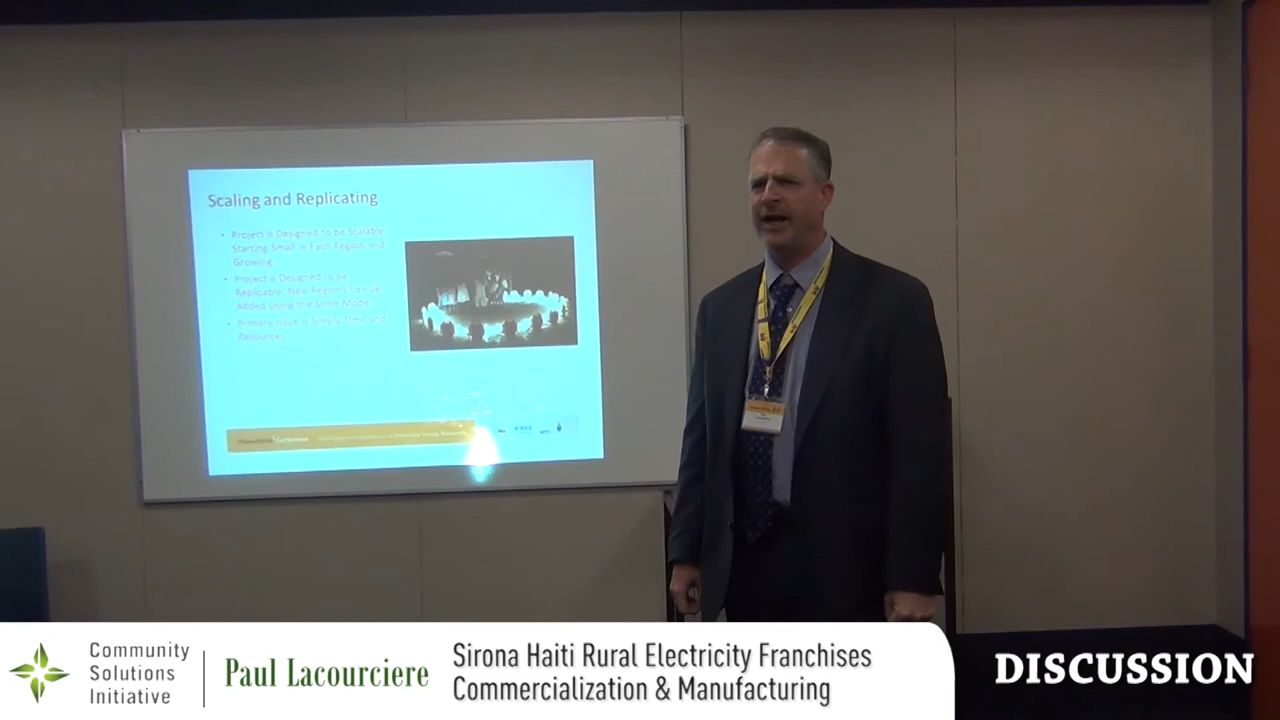 Scaling and Replicating
• Project is Designed to be Scalable
Starting Small in Each Region and
Growing
• Project is Designed to be
Replicable, New Regions can be
Added Using the Same Model
• Primary Issue is Simply Time and
Resources
Conference
Community
Solutions
Initiative
Paul Lacourciere
Sirona Haiti Rural Electricity Franchises
Commercialization & Manufacturing
DISCUSSION